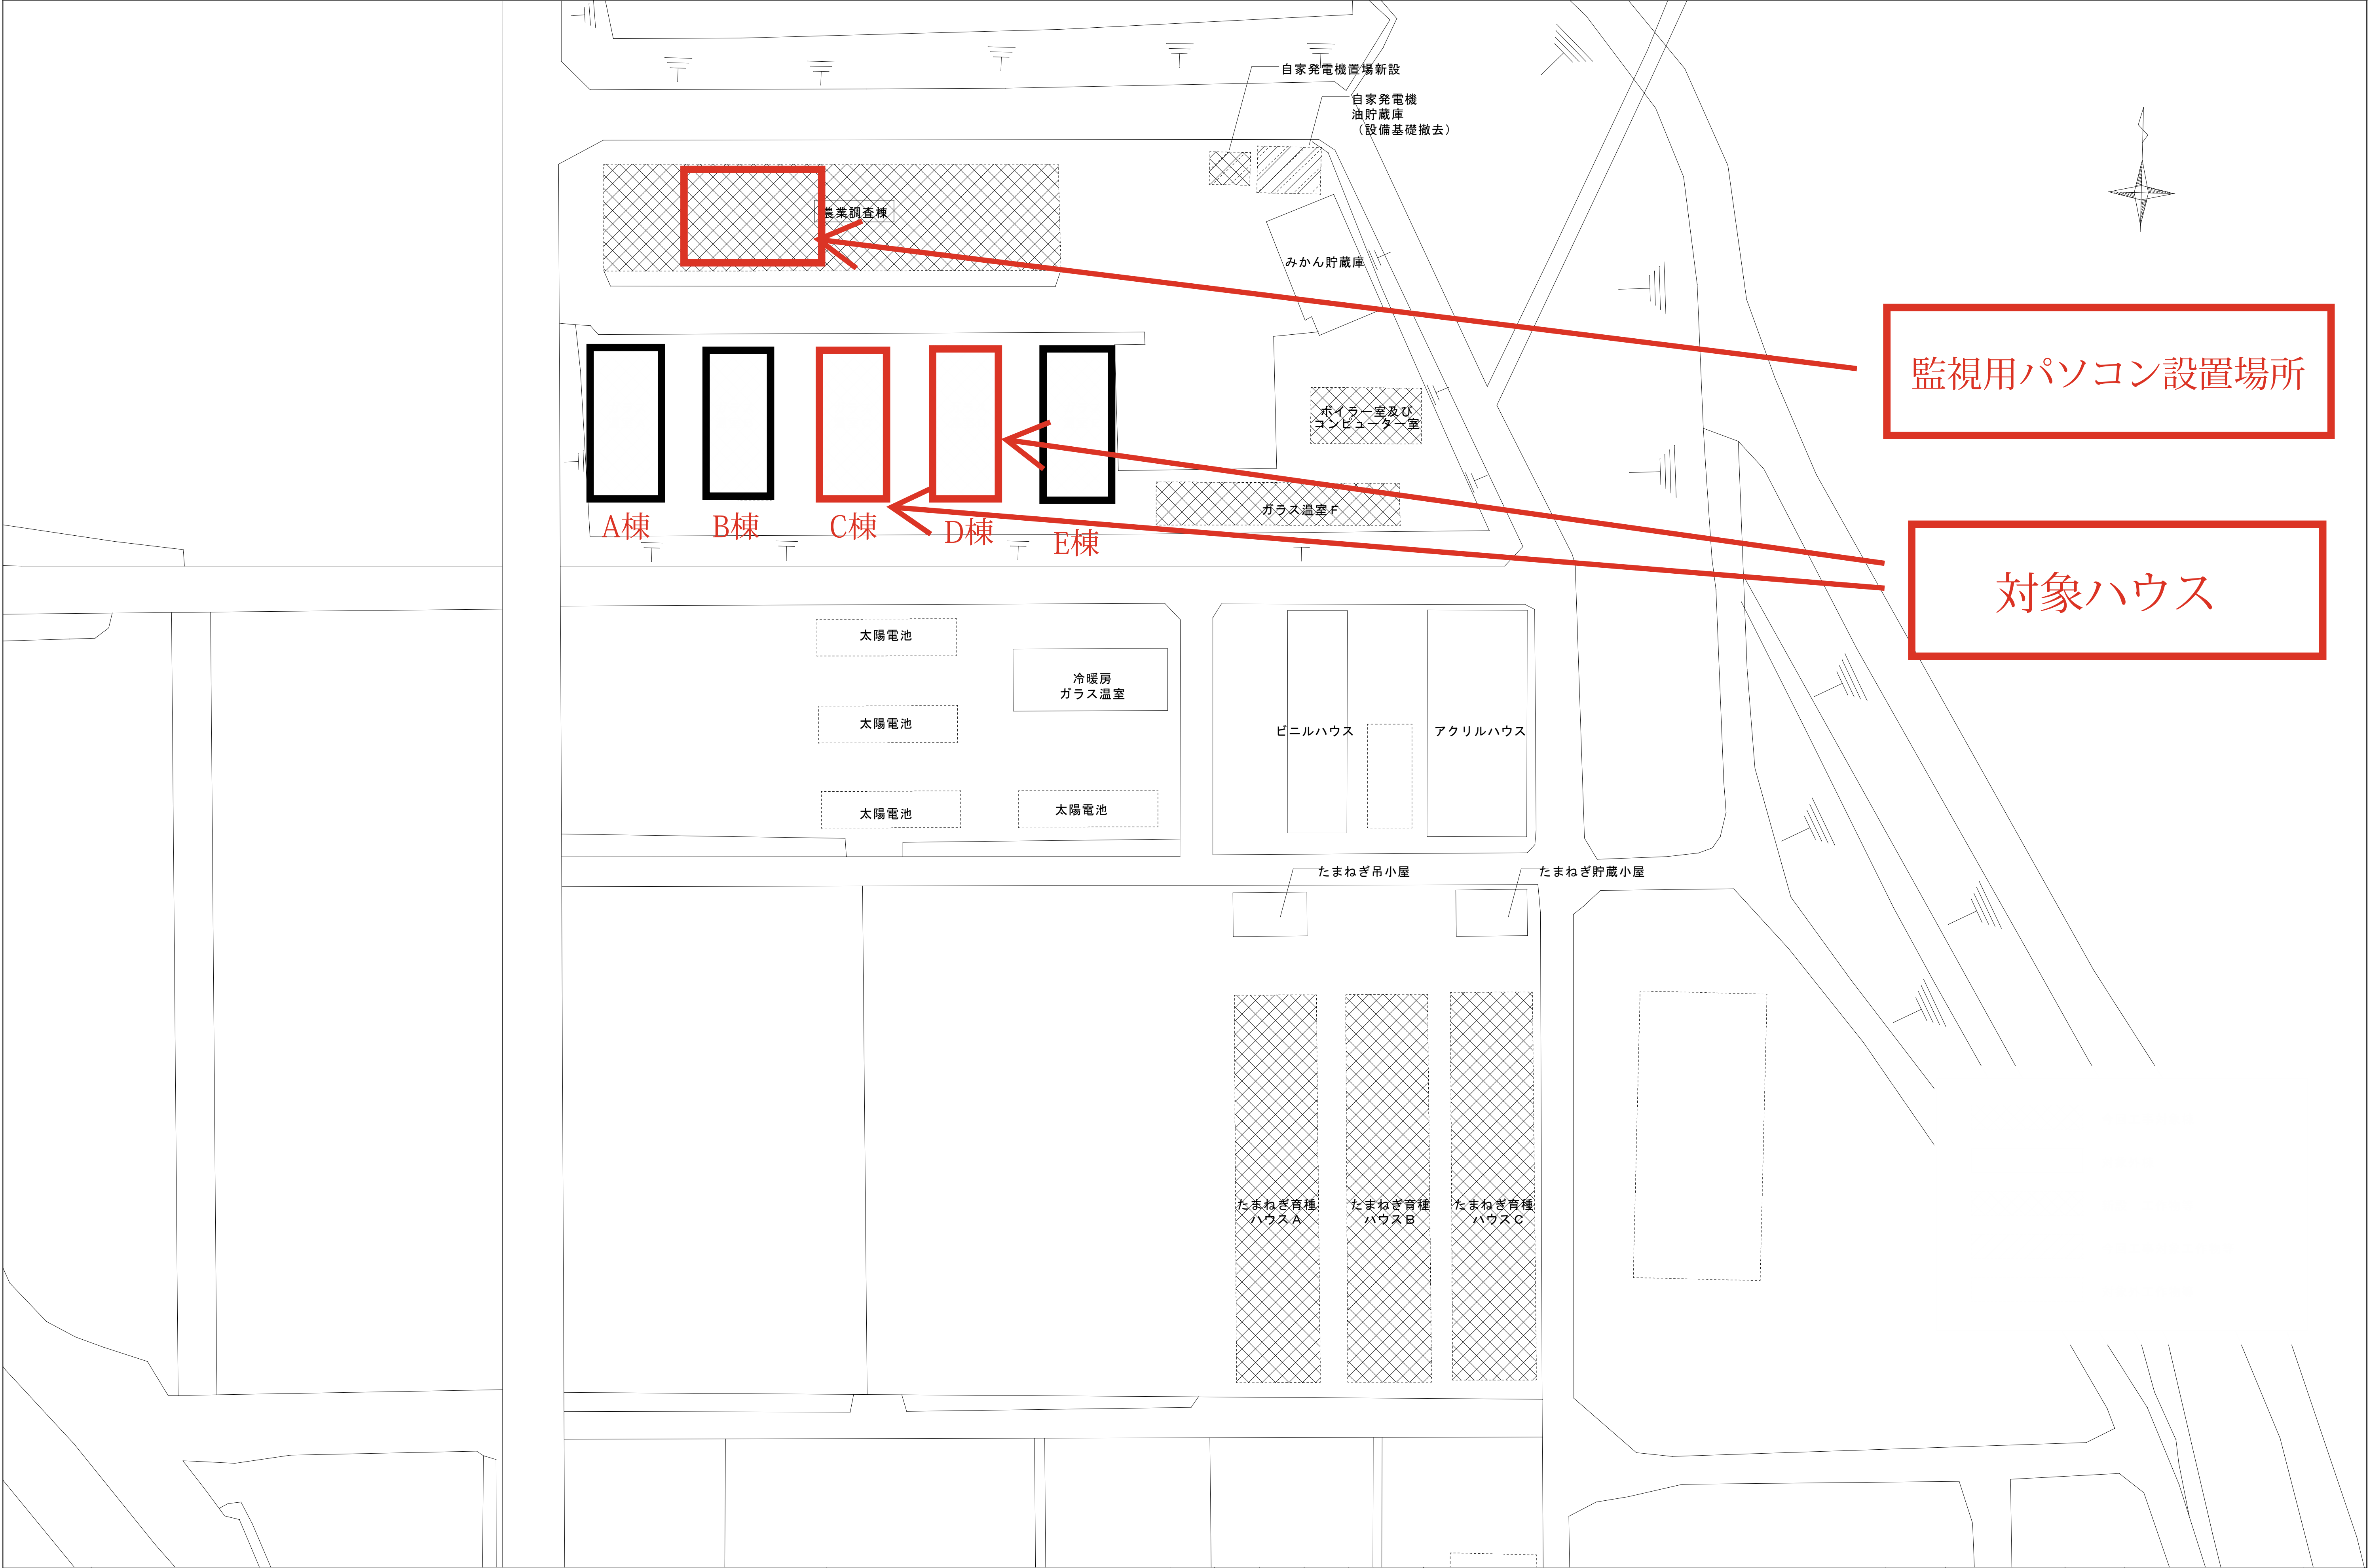 自家発電機置場新設
自家発電機
油貯蔵庫
（設備基礎撤去）
農業調査棟
みかん貯蔵庫
監視用パソコン設置場所
ボイラー室及び
コンピューター室
ガラス温室F
A棟
B棟
C棟
D棟
E棟
対象ハウス
太陽電池
冷暖房
ガラス温室
太陽電池
ビニルハウス
アクリルハウス
太陽電池
太陽電池
たまねぎ吊小屋
たまねぎ貯蔵小屋
たまねぎ育種
ハウスA
たまねぎ育種
ハウスB
たまねぎ育種
ハウスC